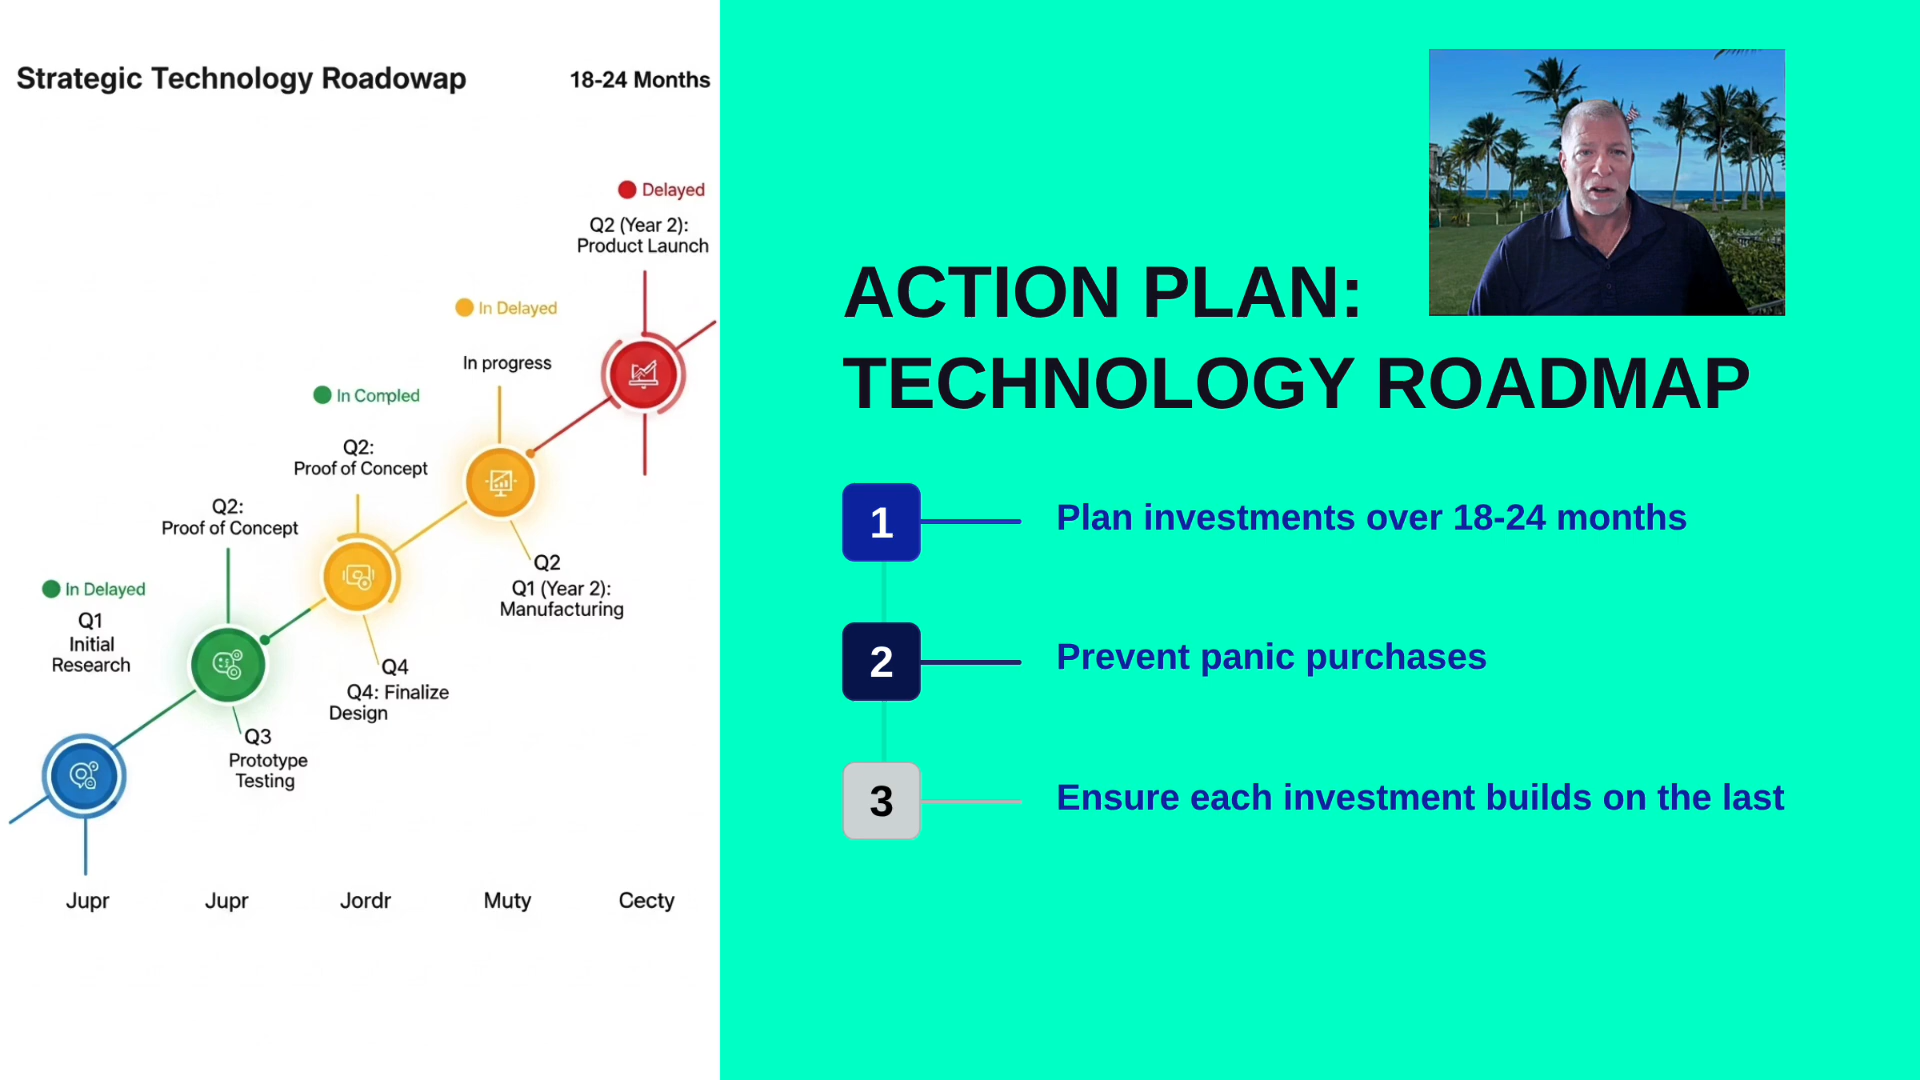 Strategic Technology Roadowap
18-24 Months
Delayed
Q2 (Year 2):
Product Launch
In Delayed
In progress
In Compled
Q2:
Proof of Concept
Q2:
Proof of Concept
In Delayed
Q1
Initial
Research
Q2
Q1 (Year 2):
Manufacturing
Q4
Q4: Finalize
Design
Q3
Prototype
Testing
Jupr
Jupr
Jordr
Muty
Cecty
ACTION PLAN:
TECHNOLOGY ROADMAP
1
Plan investments over 18-24 months
2
Prevent panic purchases
3
Ensure each investment builds on the last